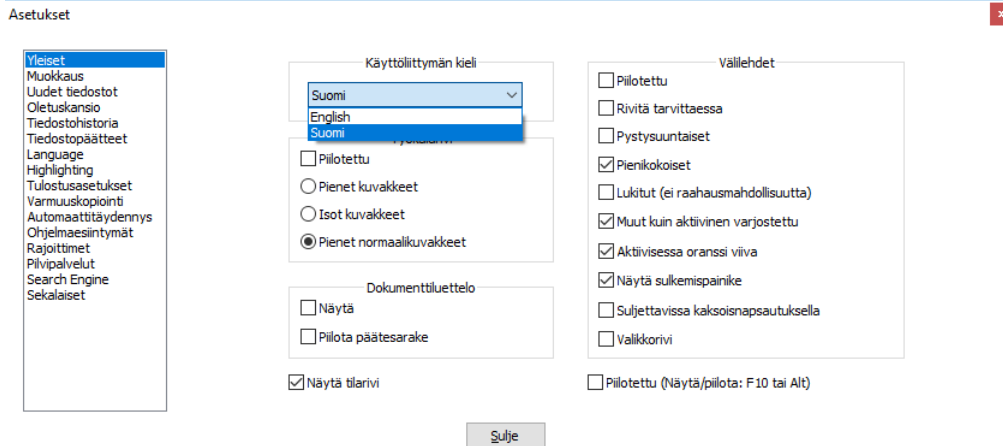 Asetukset
Yleiset
Muokkaus
Uudet tiedostot
Oletuskansio
Tiedostohistoria
Tiedostopäätteet
Language
Highlighting
Tulostusasetukset
Varmuuskopiointi
Automaattitäydennys
Ohjelmaesiintymät
Rajoittimet
Pilvipalvelut
Search Engine
Sekalaiset
Käyttöliittymän kieli
Suomi
English
Suomi
Piilotettu
Pienet kuvakkeet
Isot kuvakkeet
Pienet normaalikuvakkeet
Dokumenttiluettelo
Näytä
Piilota päätesarake
Näytä tilarivi
Välilehdet
Piilotettu
Rivitä tarvittaessa
Pystysuuntaiset
Pienikokoiset
Lukitut (ei raahausmahdollisuutta)
Muut kuin aktiivinen varjostettu
Aktiivisessa oranssi viiva
Näytä sulkemispainike
Suljettavissa kaksoisnapsautuksella
Valikkorivi
Piilotettu (Näytä/piilota: F10 tai Alt)
Sulje